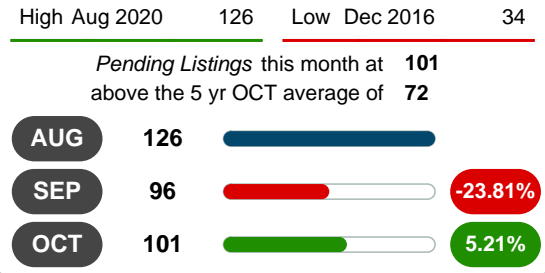 High Aug 2020 126 Low Dec 2016 34
Pending Listings this month at 101
above the 5 yr OCT average of 72
AUG 126
SEP 96 -23.81%
OCT 101 5.21%